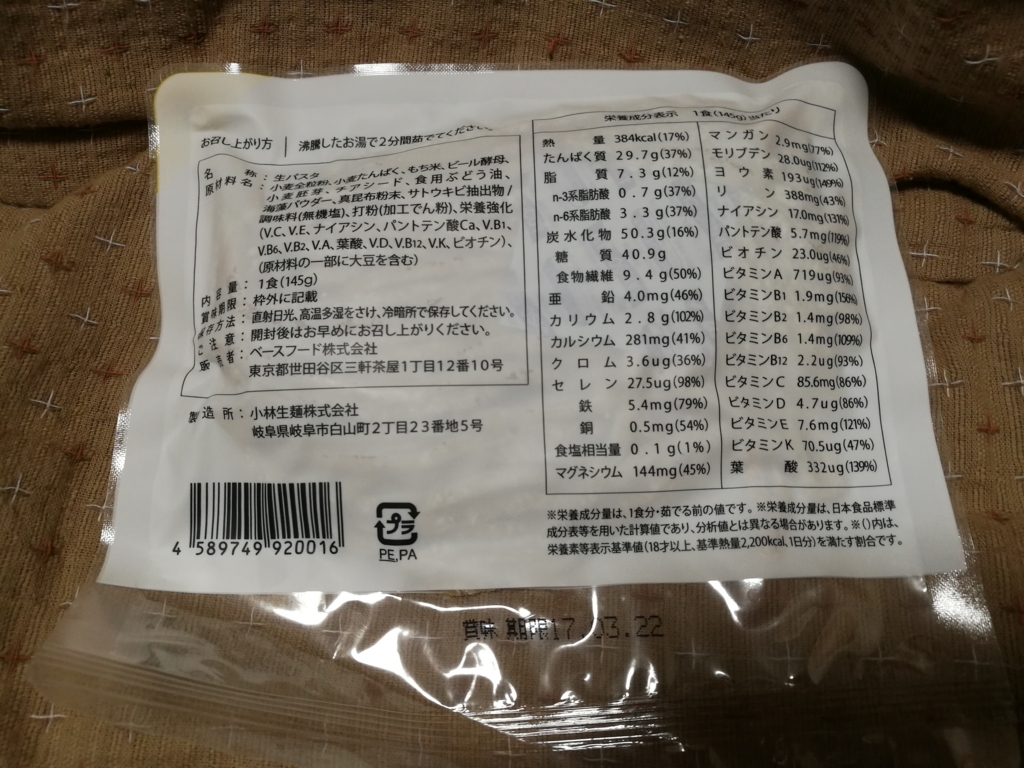 お召し上がり方 | 沸騰したお湯で2分間茹でてください。
名称：生パスタ
原材料名：小麦全粒粉、小麦たんぱく、もち米、ビール酵母、
小麦胚芽、チアシード、食用ぶどう油、
海藻パウダー、真昆布粉末、サトウキビ抽出物/
調味料(無機塩)、打粉(加工でん粉)、栄養強化
(V.C、V.E、ナイアシン、パントテン酸Ca、V.B1、
V.B6、V.B2、V.A、葉酸、V.D、V.B12、V.K、ビオチン)、
(原材料の一部に大豆を含む)
内容量：1食(145g)
賞味期限：枠外に記載
保存方法：直射日光、高温多湿をさけ、冷暗所で保存してください。
ご注意：開封後はお早めにお召し上がりください。
販売者：ベースフード株式会社
東京都世田谷区三軒茶屋1丁目12番10号
製造所：小林生麺株式会社
岐阜県岐阜市白山町2丁目23番地5号
4 589749 920016
プラ
PE,PA
栄養成分表示 1食(145g)当たり
熱量 384kcal(17%)
たんぱく質 29.7g(37%)
脂質 7.3g(12%)
n-3系脂肪酸 0.7g(37%)
n-6系脂肪酸 3.3g(37%)
炭水化物 50.3g(16%)
糖質 40.9g
食物繊維 9.4g(50%)
亜鉛 4.0mg(46%)
カリウム 2.8g(102%)
カルシウム 281mg(41%)
クロム 3.6ug(36%)
セレン 27.5ug(98%)
鉄 5.4mg(79%)
銅 0.5mg(54%)
食塩相当量 0.1g(1%)
マグネシウム 144mg(45%)
マンガン 2.9mg(77%)
モリブデン 28.0ug(112%)
ヨウ素 193ug(149%)
リン 388mg(43%)
ナイアシン 17.0mg(131%)
パントテン酸 5.7mg(119%)
ビオチン 23.0ug(46%)
ビタミンA 719ug(93%)
ビタミンB1 1.9mg(156%)
ビタミンB2 1.4mg(98%)
ビタミンB6 1.4mg(109%)
ビタミンB12 2.2ug(93%)
ビタミンC 85.6mg(86%)
ビタミンD 4.7ug(86%)
ビタミンE 7.6mg(121%)
ビタミンK 70.5ug(47%)
葉酸 332ug(139%)
※栄養成分量は、1食分・茹でる前の値です。※栄養成分量は、日本食品標準
成分表等を用いた計算値であり、分析値とは異なる場合があります。※()内は、
栄養素等表示基準値(18才以上、基準熱量2,200kcal、1日分)を満たす割合です。
賞味期限17.03.22